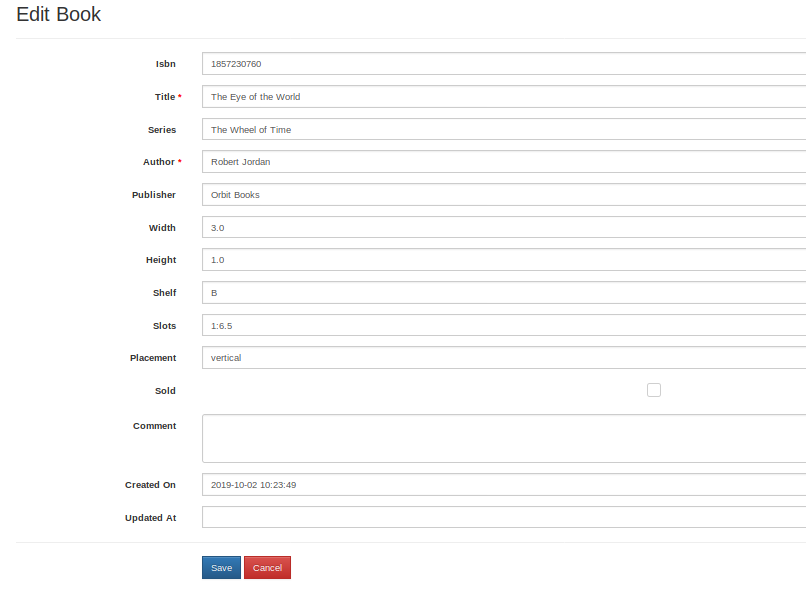 Edit Book
Isbn 1857230760
Title * The Eye of the World
Series The Wheel of Time
Author * Robert Jordan
Publisher Orbit Books
Width 3.0
Height 1.0
Shelf B
Slots 1:6.5
Placement vertical
Sold
Comment
Created On 2019-10-02 10:23:49
Updated At
Save Cancel